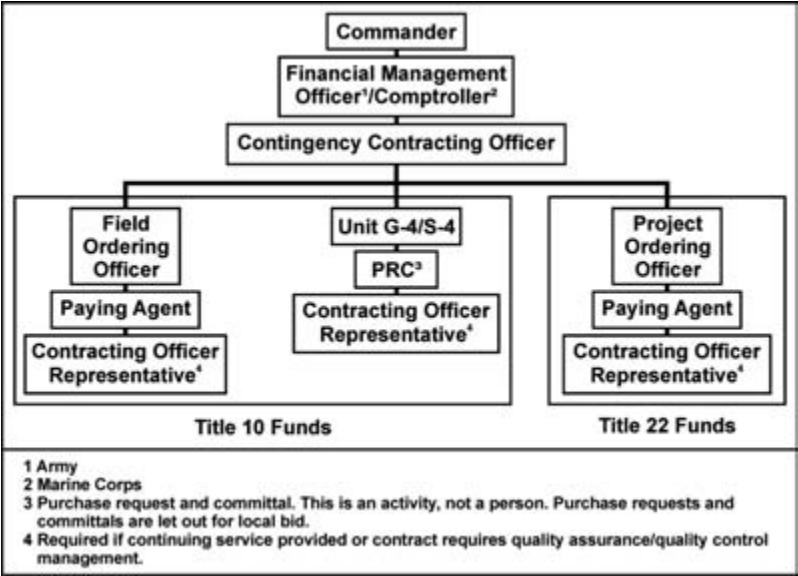 Commander
Financial Management
Officer¹/Comptroller²
Contingency Contracting Officer
Field
Ordering
Officer
Paying Agent
Contracting Officer
Representative⁴
Unit G-4/S-4
PRC³
Contracting Officer
Representative⁴
Project
Ordering
Officer
Paying Agent
Contracting Officer
Representative⁴
Title 10 Funds
Title 22 Funds
1 Army
2 Marine Corps
3 Purchase request and committal. This is an activity, not a person. Purchase requests and
committals are let out for local bid.
4 Required if continuing service provided or contract requires quality assurance/quality control
management.